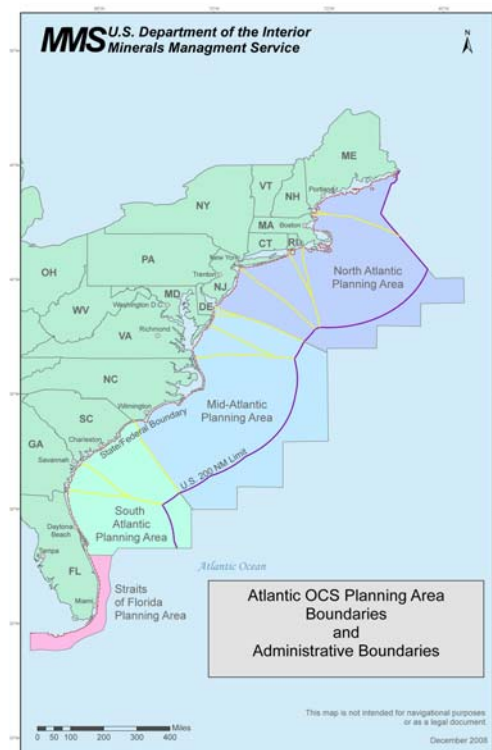 MMS U.S. Department of the Interior
Minerals Managment Service
N
ME
VT
NH
Portland
NY
MA
Boston
CT
RI
New York
PA
OH
Trenton
NJ
North Atlantic
Planning Area
MD
Washington D.C.
DE
WV
VA
Richmond
NC
Mid-Atlantic
Planning Area
Wilmington
SC
State/Federal Boundary
Charleston
GA
Savannah
U.S. 200 NM Limit
South
Atlantic
Planning Area
Daytona
Beach
Tampa
FL
Atlantic Ocean
Straits
of Florida
Planning Area
Miami
Atlantic OCS Planning Area
Boundaries
and
Administrative Boundaries
Miles
0 50 100 200 300 400
This map is not intended for navigational purposes
or as a legal document.
December 2008